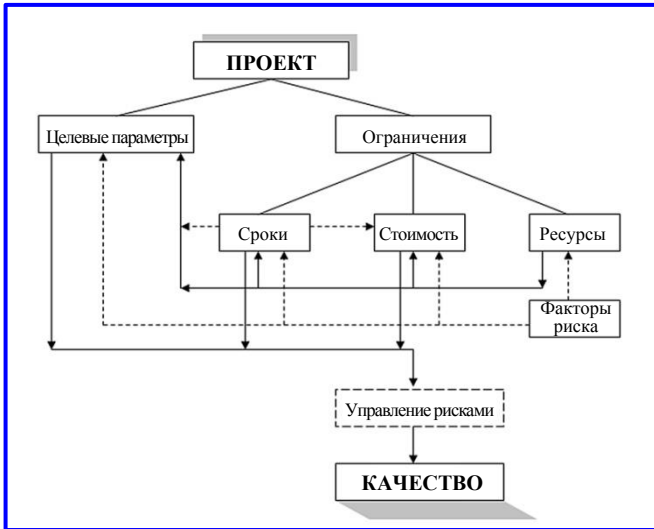 ПРОЕКТ
Целевые параметры
Ограничения
Сроки
Стоимость
Ресурсы
Факторы
риска
Управление рисками
КАЧЕСТВО